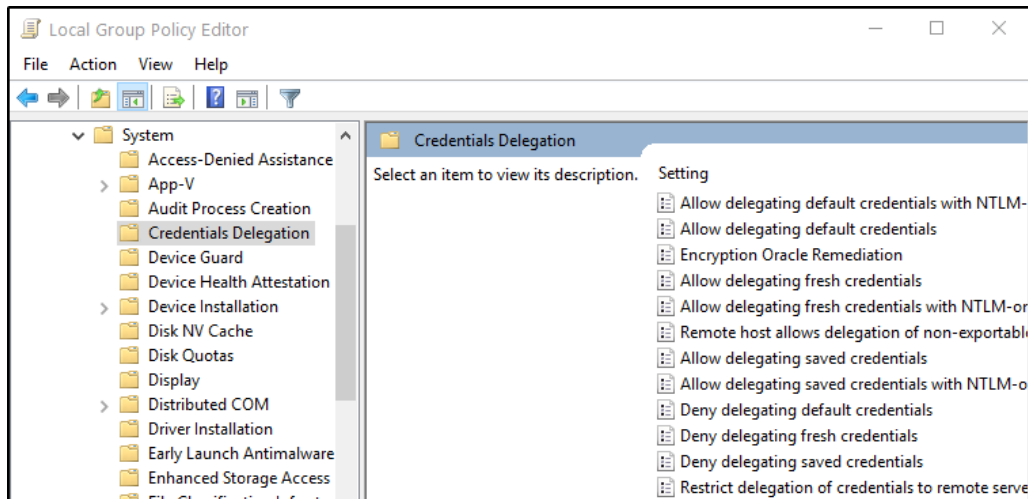 Local Group Policy Editor
File Action View Help
System
Access-Denied Assistance
App-V
Audit Process Creation
Credentials Delegation
Device Guard
Device Health Attestation
Device Installation
Disk NV Cache
Disk Quotas
Display
Distributed COM
Driver Installation
Early Launch Antimalware
Enhanced Storage Access
Credentials Delegation
Select an item to view its description.
Setting
Allow delegating default credentials with NTLM-
Allow delegating default credentials
Encryption Oracle Remediation
Allow delegating fresh credentials
Allow delegating fresh credentials with NTLM-or
Remote host allows delegation of non-exportable
Allow delegating saved credentials
Allow delegating saved credentials with NTLM-o
Deny delegating default credentials
Deny delegating fresh credentials
Deny delegating saved credentials
Restrict delegation of credentials to remote serve